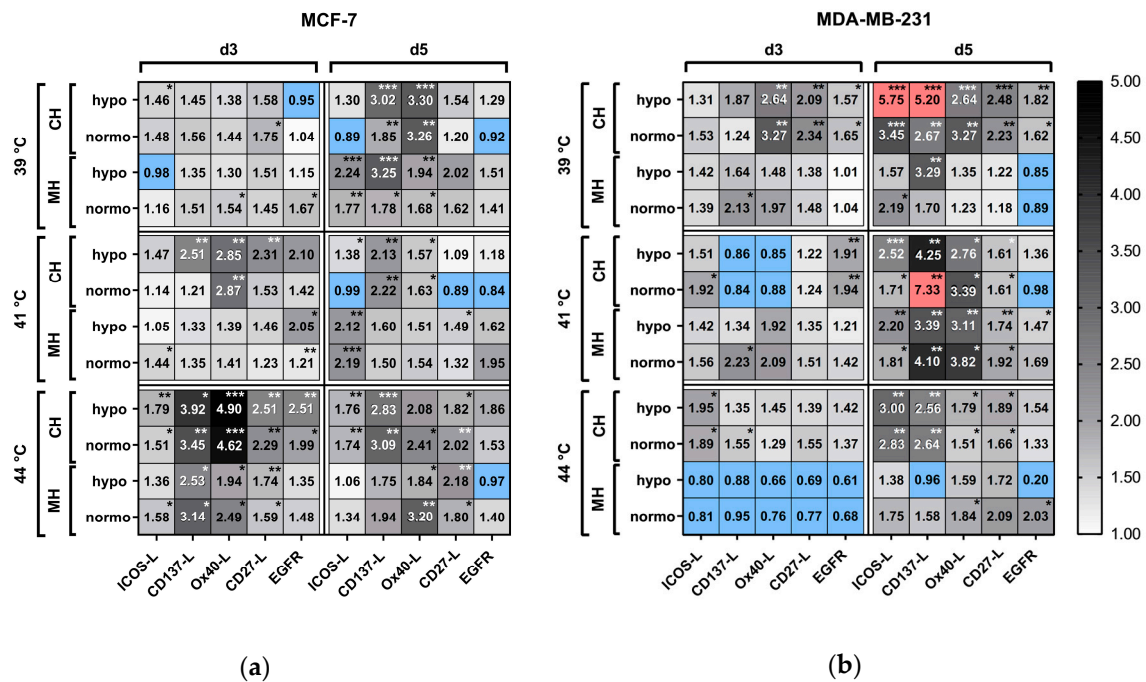 MCF-7
d3 d5
39 °C
CH
hypo 1.46* 1.45 1.38 1.58 0.95 1.30 3.02*** 3.30*** 1.54 1.29
normo 1.48 1.56 1.44 1.75* 1.04 0.89 1.85** 3.26** 1.20 0.92
MH
hypo 0.98 1.35 1.30 1.51 1.15 2.24*** 3.25*** 1.94** 2.02 1.51
normo 1.16 1.51 1.54* 1.45 1.67* 1.77** 1.78* 1.68* 1.62 1.41
41 °C
CH
hypo 1.47 2.51** 2.85** 2.31** 2.10 1.38* 2.13** 1.57* 1.09 1.18
normo 1.14 1.21 2.87** 1.53 1.42 0.99 2.22** 1.63* 0.89 0.84
MH
hypo 1.05 1.33 1.39 1.46 2.05* 2.12** 1.60 1.51 1.49* 1.62
normo 1.44* 1.35 1.41 1.23 1.21** 2.19*** 1.50 1.54 1.32 1.95
44 °C
CH
hypo 1.79** 3.92* 4.90*** 2.51** 2.51** 1.76** 2.83*** 2.08 1.82* 1.86
normo 1.51* 3.45** 4.62*** 2.29** 1.99* 1.74** 3.09*** 2.41* 2.02** 1.53
MH
hypo 1.36 2.53* 1.94* 1.74** 1.35 1.06 1.75 1.84* 2.18** 0.97
normo 1.58* 3.14* 2.49* 1.59* 1.48 1.34 1.94 3.20** 1.80* 1.40
ICOS-L CD137-L Ox40-L CD27-L EGFR ICOS-L CD137-L Ox40-L CD27-L EGFR
(a)
MDA-MB-231
d3 d5
39 °C
CH
hypo 1.31 1.87 2.64** 2.09** 1.57* 5.75*** 5.20*** 2.64*** 2.48*** 1.82**
normo 1.53 1.24 3.27** 2.34** 1.65* 3.45*** 2.67** 3.27*** 2.23** 1.62*
MH
hypo 1.42 1.64 1.48 1.38 1.01 1.57 3.29** 1.35 1.22 0.85
normo 1.39 2.13* 1.97 1.48 1.04 2.19* 1.70 1.23 1.18 0.89
41 °C
CH
hypo 1.51 0.86 0.85 1.22 1.91** 2.52*** 4.25** 2.76* 1.61* 1.36
normo 1.92* 0.84 0.88 1.24 1.94** 1.71* 7.33** 3.39* 1.61* 0.98
MH
hypo 1.42 1.34 1.92 1.35 1.21 2.20** 3.39** 3.11** 1.74** 1.47*
normo 1.56 2.23* 2.09 1.51 1.42 1.81* 4.10** 3.82* 1.92* 1.69
44 °C
CH
hypo 1.95* 1.35 1.45 1.39 1.42 3.00** 2.56*** 1.79* 1.89* 1.54
normo 1.89* 1.55* 1.29 1.55 1.37 2.83** 2.64** 1.51* 1.66* 1.33
MH
hypo 0.80 0.88 0.66 0.69 0.61 1.38 0.96 1.59 1.72 0.20
normo 0.81 0.95 0.76 0.77 0.68 1.75 1.58 1.84* 2.09 2.03*
ICOS-L CD137-L Ox40-L CD27-L EGFR ICOS-L CD137-L Ox40-L CD27-L EGFR
(b)
5.00
4.50
4.00
3.50
3.00
2.50
2.00
1.50
1.00